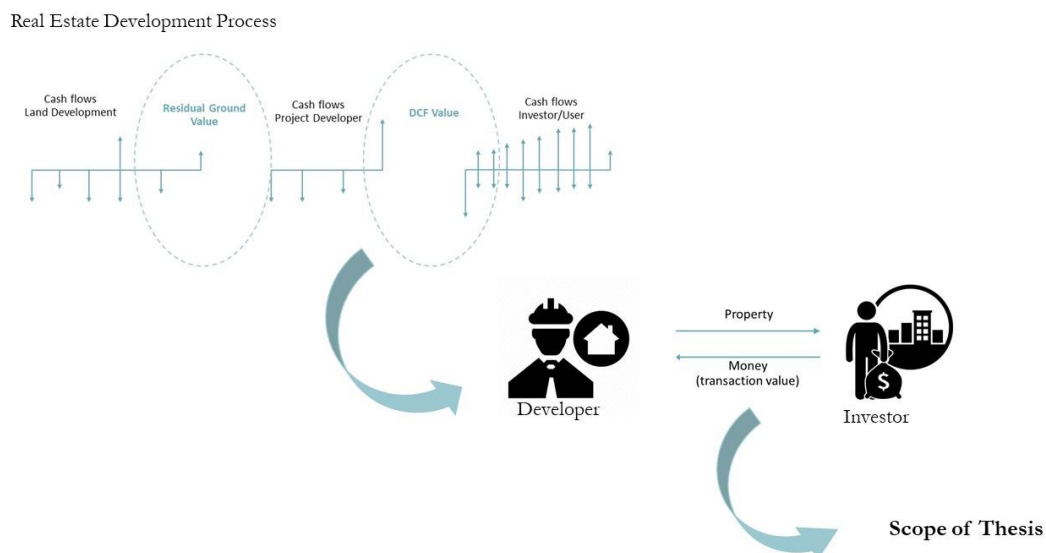 Real Estate Development Process
Cash flows
Land Development
Residual Ground
Value
Cash flows
Project Developer
DCF Value
Cash flows
Investor/User
Property
Money
(transaction value)
$
Developer
Investor
Scope of Thesis